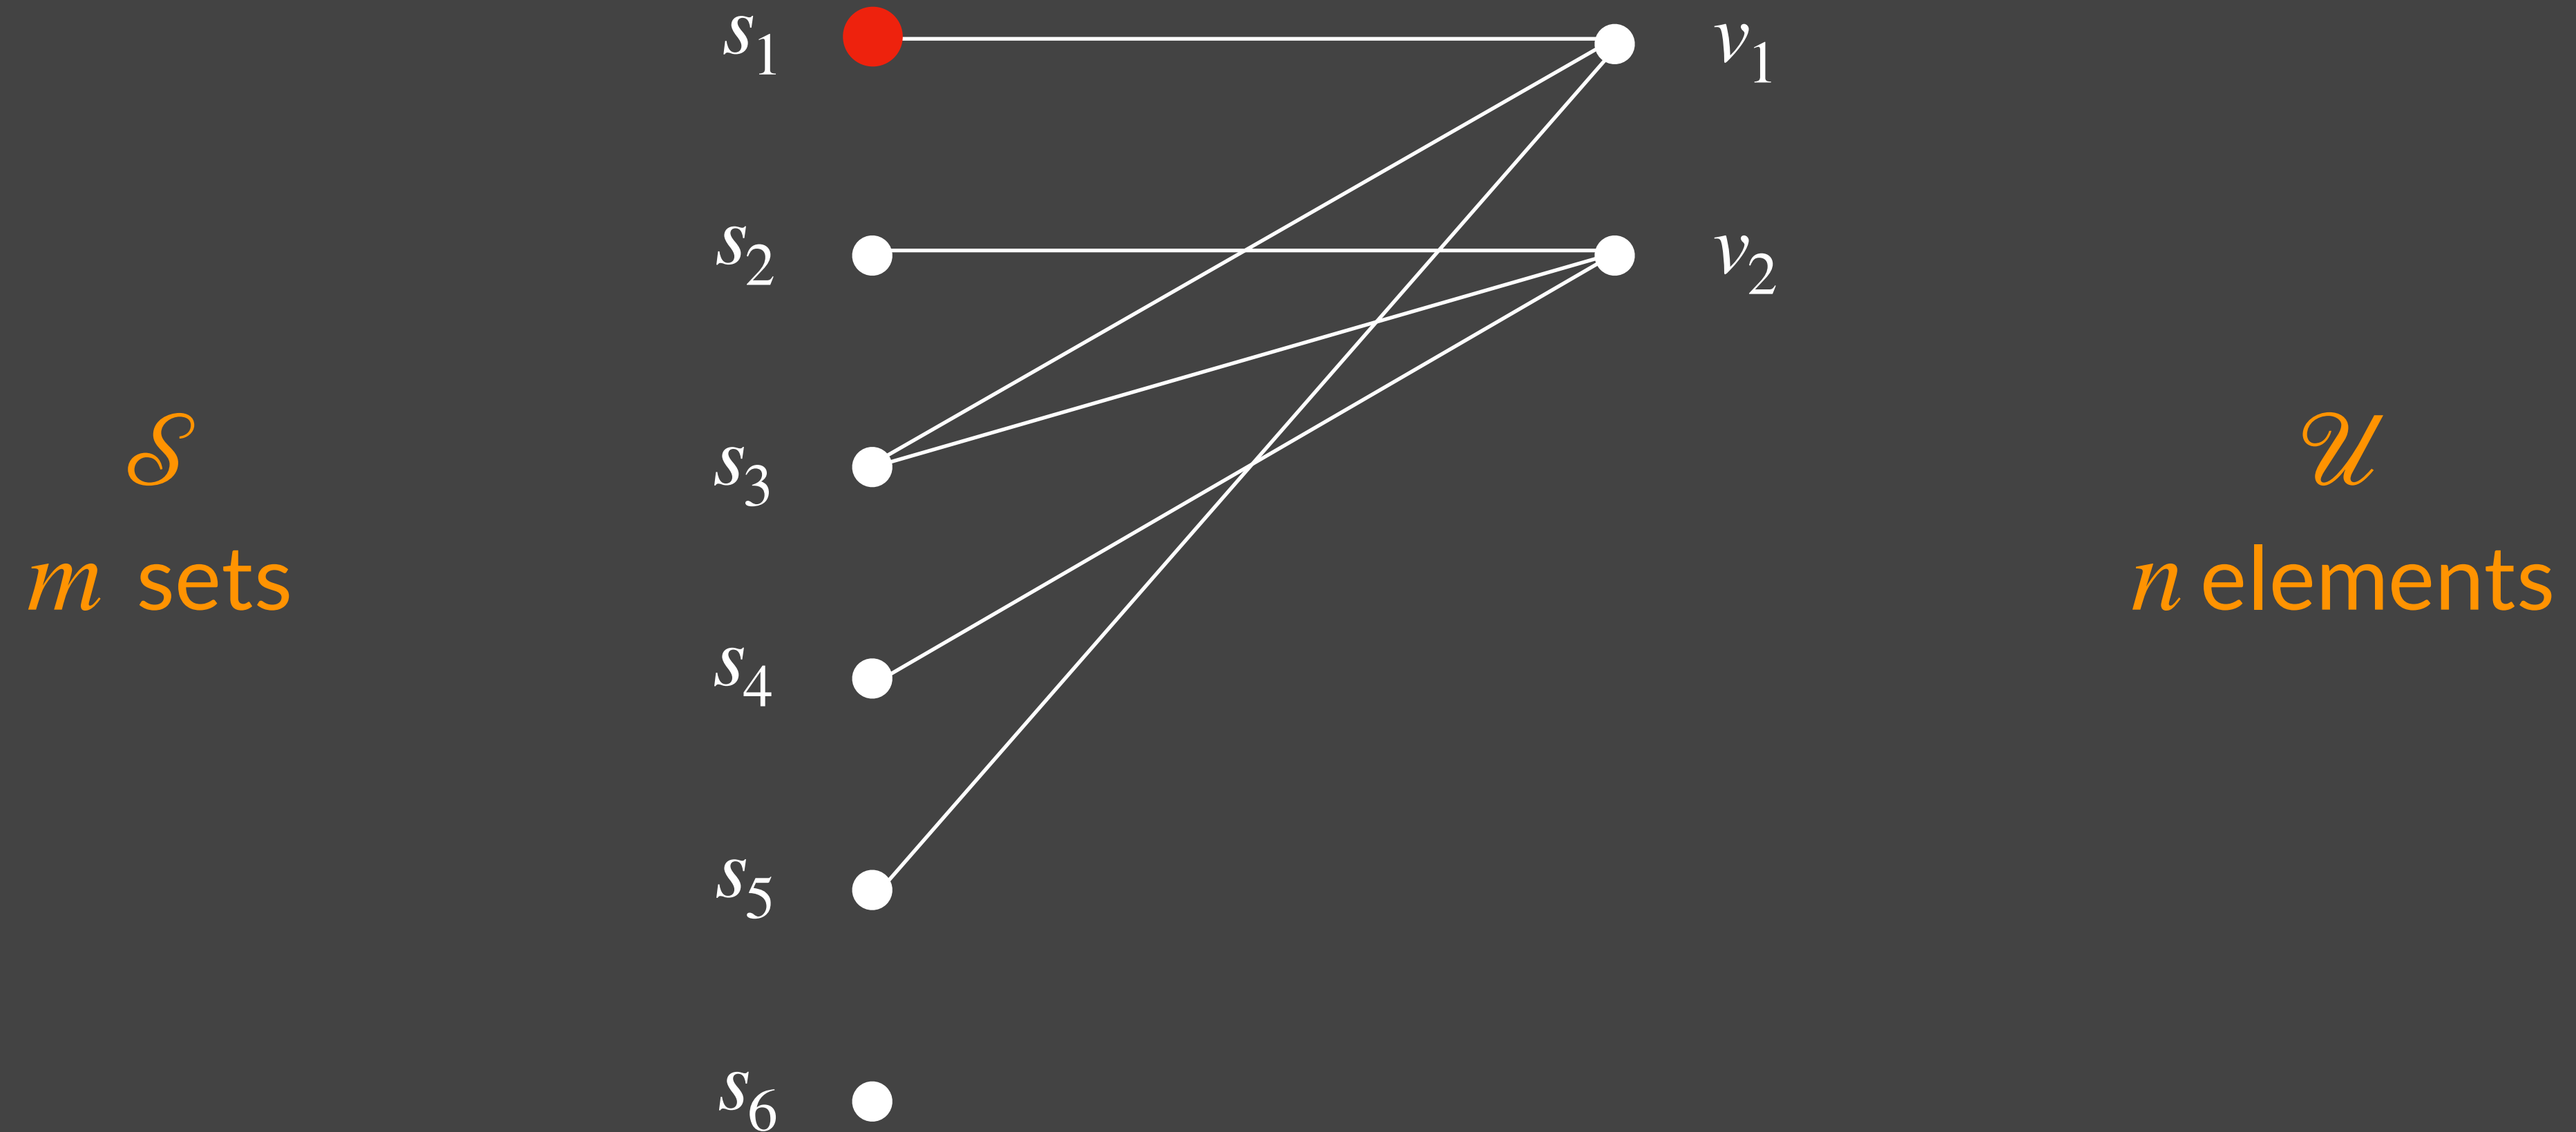 s₁
v₁
s₂
v₂
𝒮
𝒰
s₃
m sets
n elements
s₄
s₅
s₆